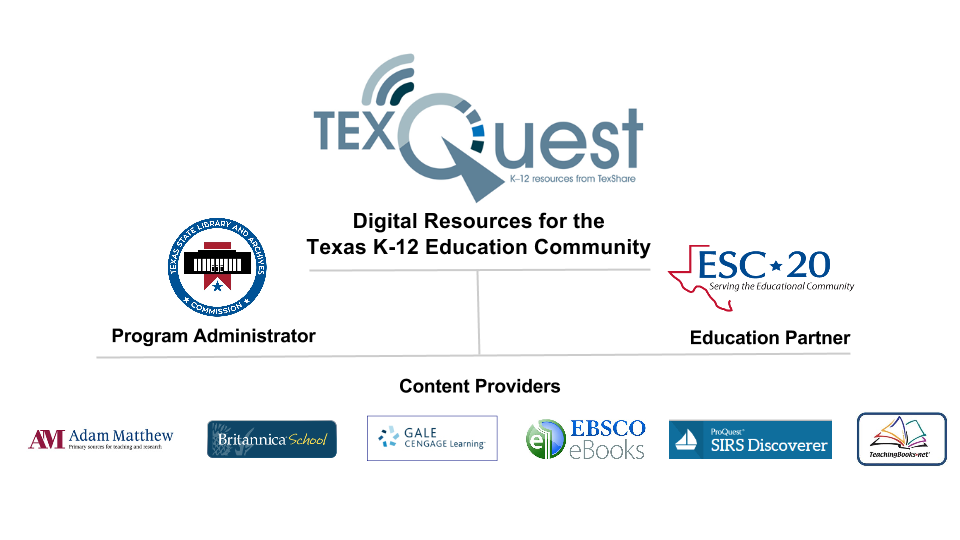 TEXQuest
K-12 resources from TexShare
Digital Resources for the
Texas K-12 Education Community
TEXAS STATE LIBRARY AND ARCHIVES
★ COMMISSION ★
ESC★20
Serving the Educational Community
Program Administrator
Education Partner
Content Providers
AM Adam Matthew
Primary sources for teaching and research
Britannica School
GALE
CENGAGE Learning™
e EBSCO
eBooks
ProQuest
SIRS Discoverer
TeachingBooks.net